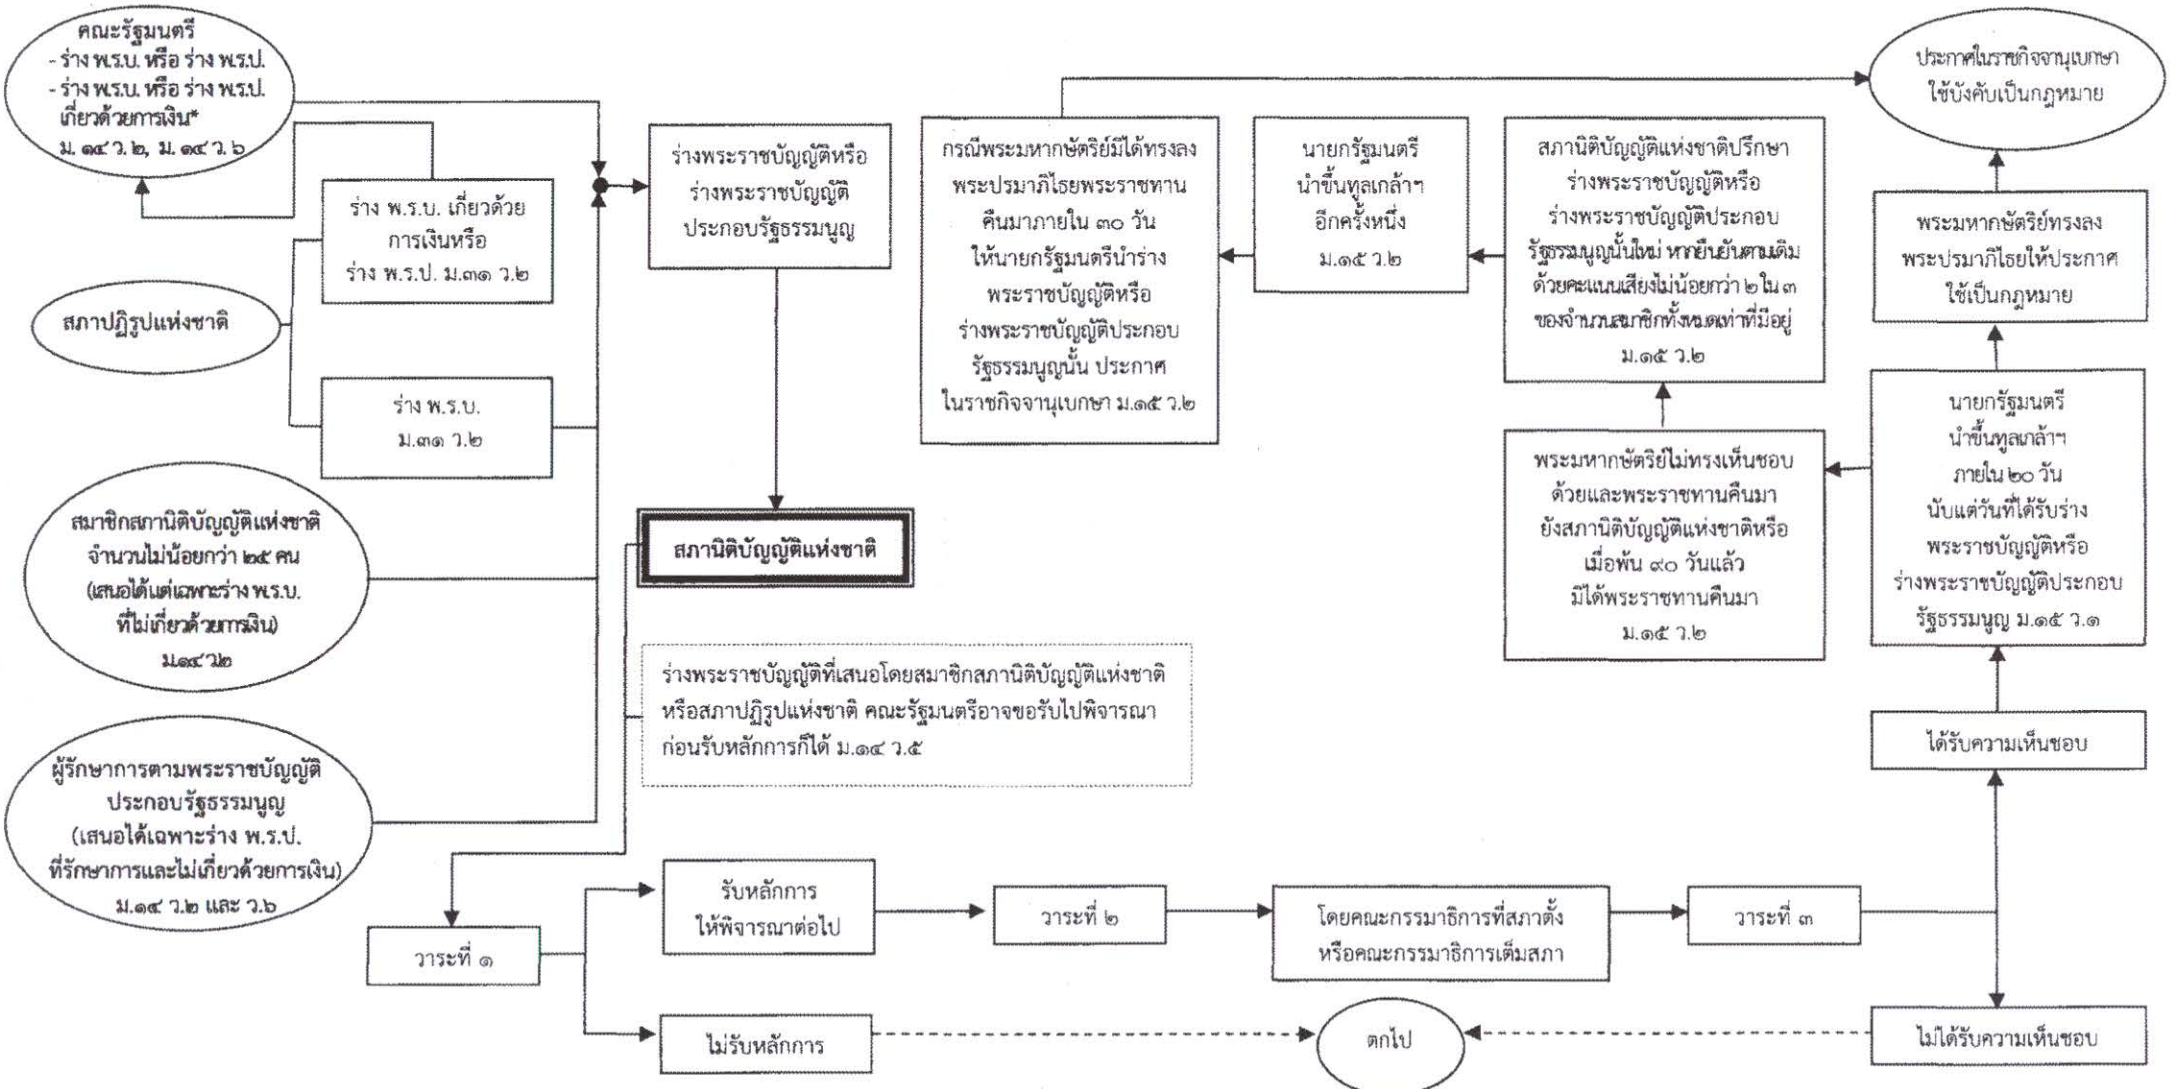 คณะรัฐมนตรี
- ร่าง พ.ร.บ. หรือ ร่าง พ.ร.ป.
- ร่าง พ.ร.บ. หรือ ร่าง พ.ร.ป.
เกี่ยวด้วยการเงิน*
ม. ๑๔ ว. ๒, ม. ๑๔ ว. ๖
ร่าง พ.ร.บ. เกี่ยวด้วย
การเงินหรือ
ร่าง พ.ร.ป. ม.๓๑ ว.๒
สภาปฏิรูปแห่งชาติ
ร่าง พ.ร.บ.
ม.๓๑ ว.๒
สมาชิกสภานิติบัญญัติแห่งชาติ
จำนวนไม่น้อยกว่า ๒๕ คน
(เสนอได้แต่เฉพาะร่าง พ.ร.บ.
ที่ไม่เกี่ยวด้วยการเงิน)
ม.๑๔ ว.๒
ผู้รักษาการตามพระราชบัญญัติ
ประกอบรัฐธรรมนูญ
(เสนอได้เฉพาะร่าง พ.ร.ป.
ที่รักษาการและไม่เกี่ยวด้วยการเงิน)
ม.๑๔ ว.๒ และ ว.๖
ร่างพระราชบัญญัติหรือ
ร่างพระราชบัญญัติ
ประกอบรัฐธรรมนูญ
สภานิติบัญญัติแห่งชาติ
ร่างพระราชบัญญัติที่เสนอโดยสมาชิกสภานิติบัญญัติแห่งชาติ
หรือสภาปฏิรูปแห่งชาติ คณะรัฐมนตรีอาจขอรับไปพิจารณา
ก่อนรับหลักการก็ได้ ม.๑๔ ว.๕
วาระที่ ๑
รับหลักการ
ให้พิจารณาต่อไป
ไม่รับหลักการ
วาระที่ ๒
โดยคณะกรรมาธิการที่สภาตั้ง
หรือคณะกรรมาธิการเต็มสภา
วาระที่ ๓
ตกไป
ไม่ได้รับความเห็นชอบ
ได้รับความเห็นชอบ
นายกรัฐมนตรี
นำขึ้นทูลเกล้าฯ
ภายใน ๒๐ วัน
นับแต่วันที่ได้รับร่าง
พระราชบัญญัติหรือ
ร่างพระราชบัญญัติประกอบ
รัฐธรรมนูญ ม.๑๕ ว.๑
พระมหากษัตริย์ทรงลง
พระปรมาภิไธยให้ประกาศ
ใช้เป็นกฎหมาย
ประกาศในราชกิจจานุเบกษา
ใช้บังคับเป็นกฎหมาย
พระมหากษัตริย์ไม่ทรงเห็นชอบ
ด้วยและพระราชทานคืนมา
ยังสภานิติบัญญัติแห่งชาติหรือ
เมื่อพ้น ๙๐ วันแล้ว
มิได้พระราชทานคืนมา
ม.๑๕ ว.๒
สภานิติบัญญัติแห่งชาติปรึกษา
ร่างพระราชบัญญัติหรือ
ร่างพระราชบัญญัติประกอบ
รัฐธรรมนูญนั้นใหม่ หากยืนยันตามเดิม
ด้วยคะแนนเสียงไม่น้อยกว่า ๒ ใน ๓
ของจำนวนสมาชิกทั้งหมดเท่าที่มีอยู่
ม.๑๕ ว.๒
นายกรัฐมนตรี
นำขึ้นทูลเกล้าฯ
อีกครั้งหนึ่ง
ม.๑๕ ว.๒
กรณีพระมหากษัตริย์มิได้ทรงลง
พระปรมาภิไธยพระราชทาน
คืนมาภายใน ๓๐ วัน
ให้นายกรัฐมนตรีนำร่าง
พระราชบัญญัติหรือ
ร่างพระราชบัญญัติประกอบ
รัฐธรรมนูญนั้น ประกาศ
ในราชกิจจานุเบกษา ม.๑๕ ว.๒